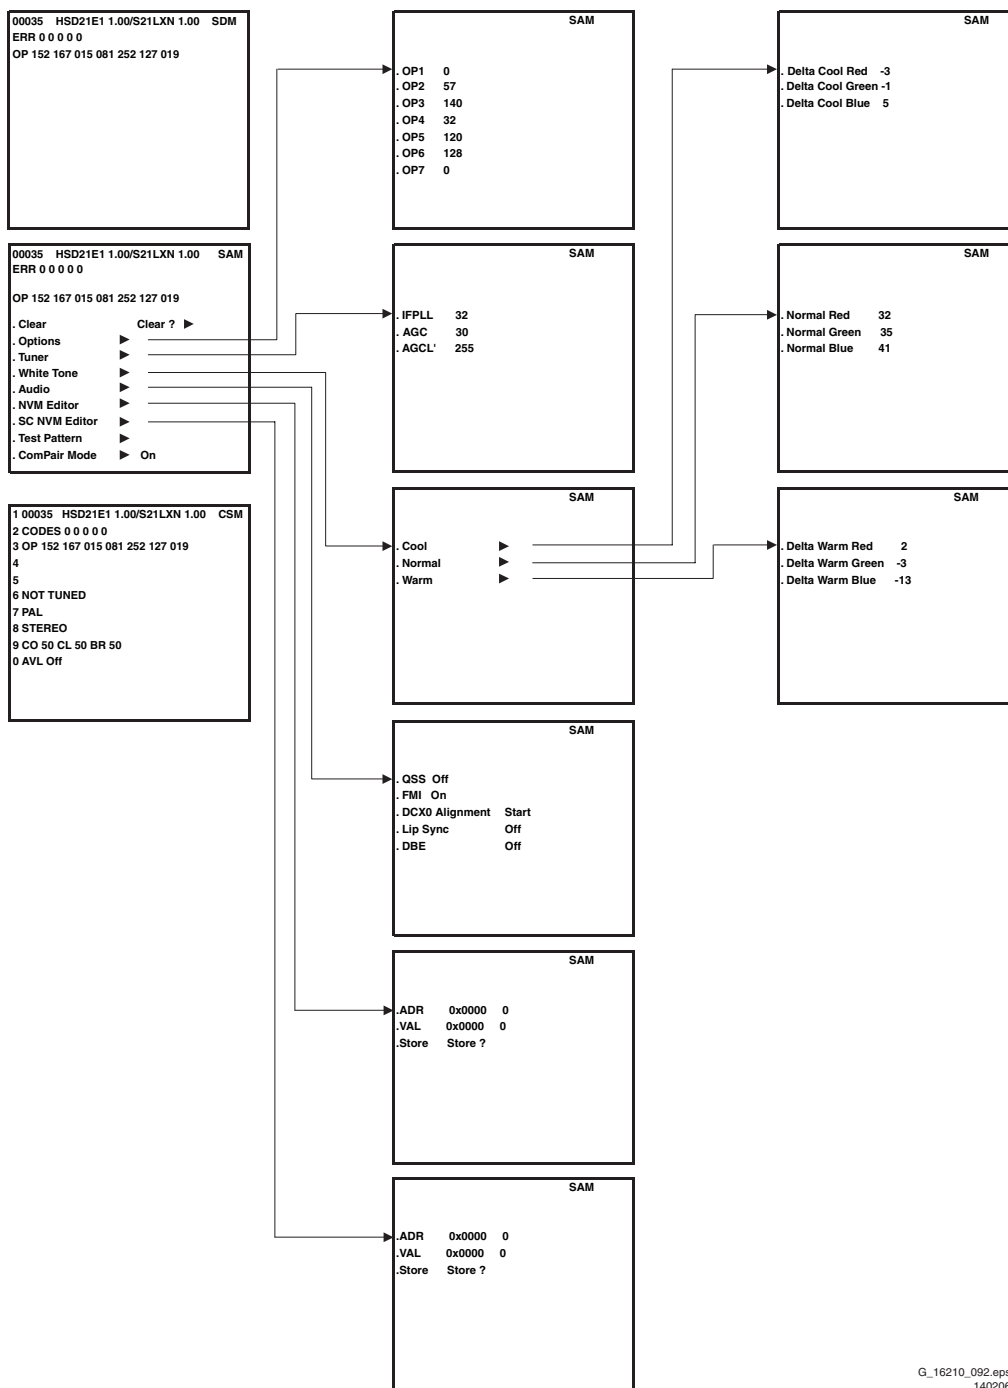 00035 HSD21E1 1.00/S21LXN 1.00 SDM
ERR 0 0 0 0 0
OP 152 167 015 081 252 127 019
00035 HSD21E1 1.00/S21LXN 1.00 SAM
ERR 0 0 0 0 0
OP 152 167 015 081 252 127 019
. Clear Clear ? ▶
. Options ▶
. Tuner ▶
. White Tone ▶
. Audio ▶
. NVM Editor ▶
. SC NVM Editor ▶
. Test Pattern ▶
. ComPair Mode ▶ On
1 00035 HSD21E1 1.00/S21LXN 1.00 CSM
2 CODES 0 0 0 0 0
3 OP 152 167 015 081 252 127 019
4
5
6 NOT TUNED
7 PAL
8 STEREO
9 CO 50 CL 50 BR 50
0 AVL Off
SAM
. OP1 0
. OP2 57
. OP3 140
. OP4 32
. OP5 120
. OP6 128
. OP7 0
SAM
. IFPLL 32
. AGC 30
. AGCL' 255
SAM
. Cool ▶
. Normal ▶
. Warm ▶
SAM
. QSS Off
. FMI On
. DCX0 Alignment Start
. Lip Sync Off
. DBE Off
SAM
.ADR 0x0000 0
.VAL 0x0000 0
.Store Store ?
SAM
.ADR 0x0000 0
.VAL 0x0000 0
.Store Store ?
SAM
. Delta Cool Red -3
. Delta Cool Green -1
. Delta Cool Blue 5
SAM
. Normal Red 32
. Normal Green 35
. Normal Blue 41
SAM
. Delta Warm Red 2
. Delta Warm Green -3
. Delta Warm Blue -13
G_16210_092.eps
140206